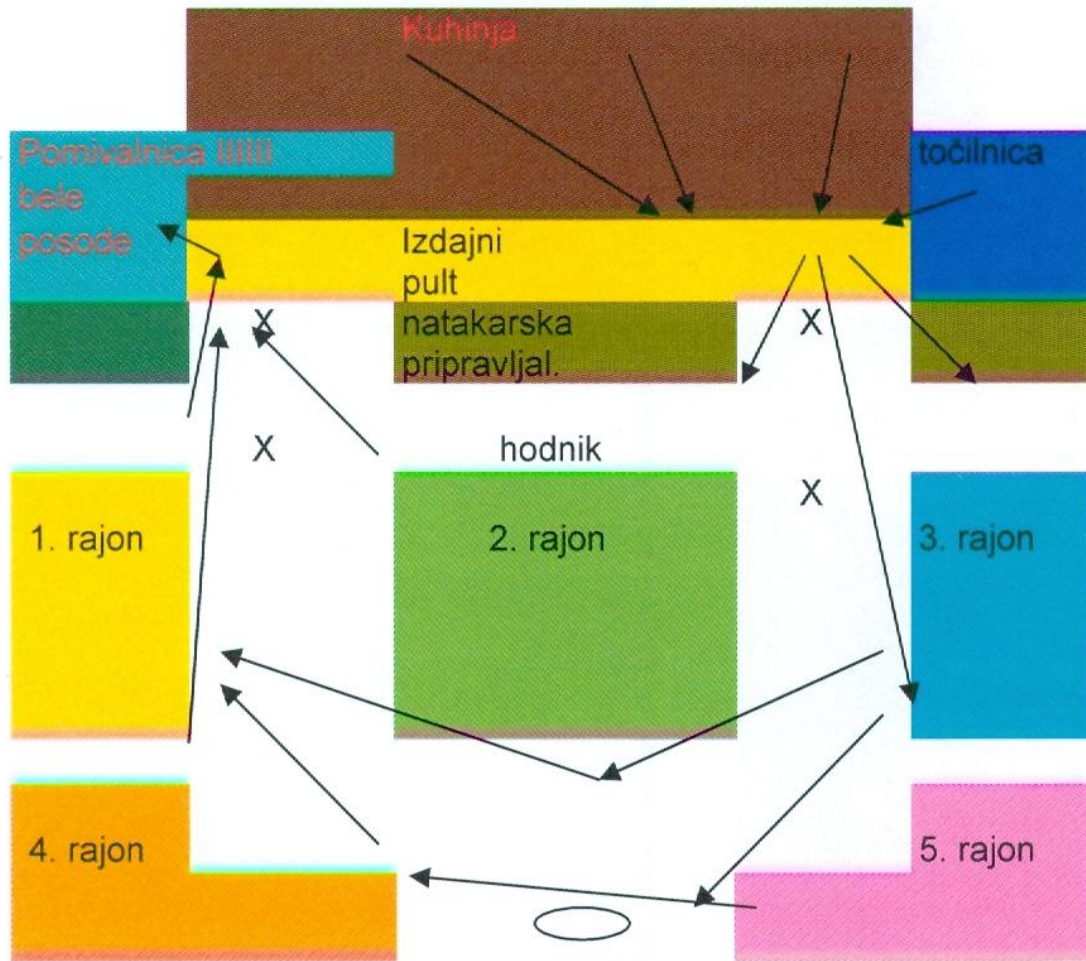 Kuhinja
Pomivalnica IIIIII
bele
posode
točilnica
Izdajni
pult
X
natakarska
pripravljal.
X
X
hodnik
X
1. rajon
2. rajon
3. rajon
4. rajon
5. rajon